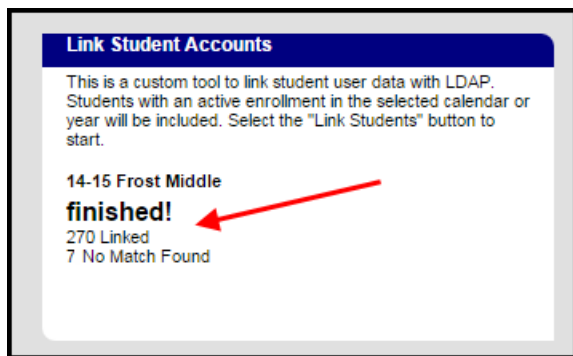 Link Student Accounts
This is a custom tool to link student user data with LDAP.
Students with an active enrollment in the selected calendar or
year will be included. Select the "Link Students" button to
start.
14-15 Frost Middle
finished!
270 Linked
7 No Match Found